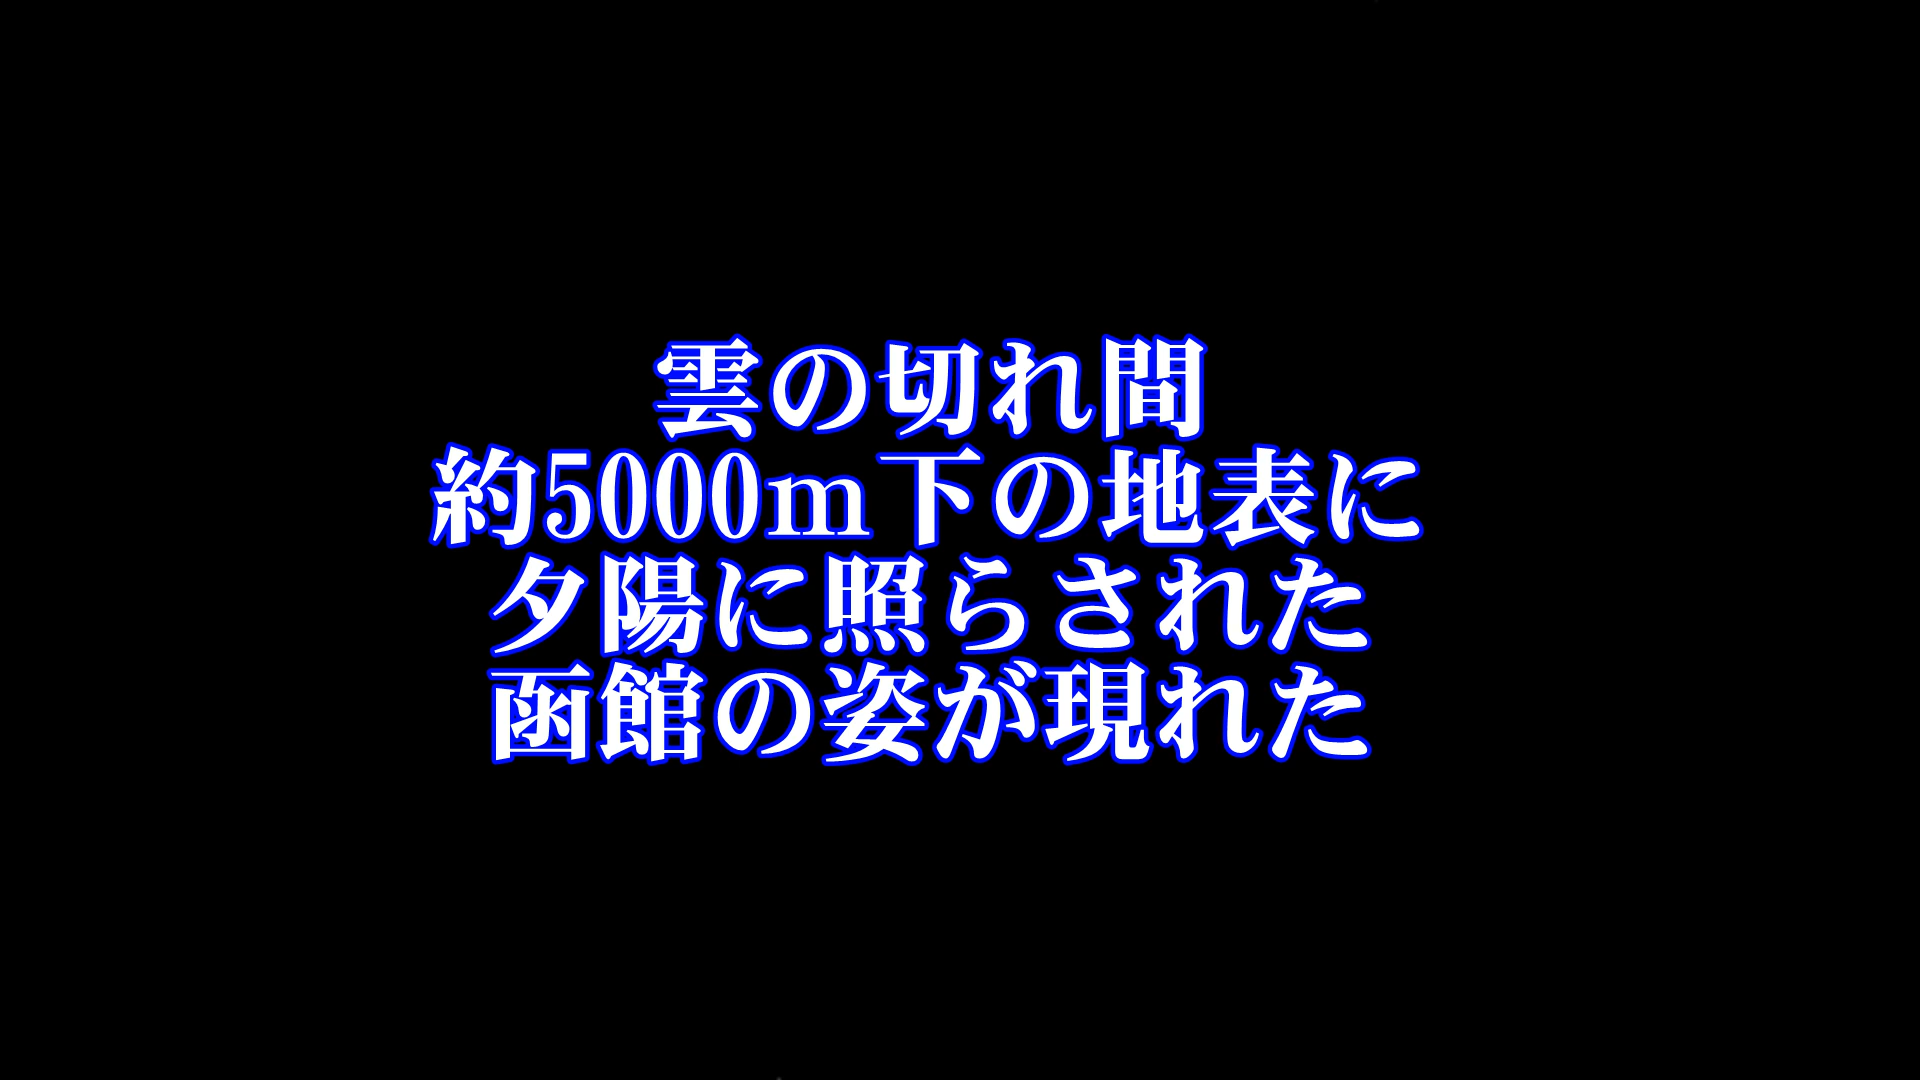 雲の切れ間
約5000ｍ下の地表に
夕陽に照らされた
函館の姿が現れた